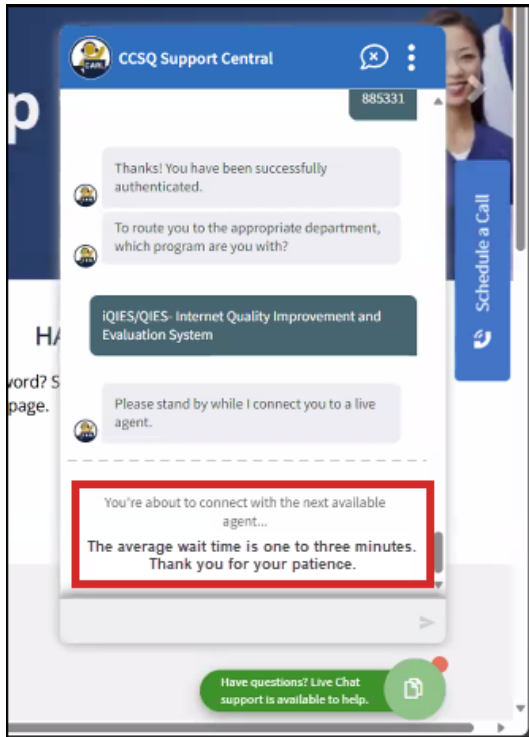 CCSQ Support Central
CARL
p
885331
Thanks! You have been successfully
authenticated.
To route you to the appropriate department,
which program are you with?
Schedule a Call
iQIES/QIES- Internet Quality Improvement and
Evaluation System
HA
word? S
page.
Please stand by while I connect you to a live
agent.
You're about to connect with the next available
agent...
The average wait time is one to three minutes.
Thank you for your patience.
Have questions? Live Chat
support is available to help.